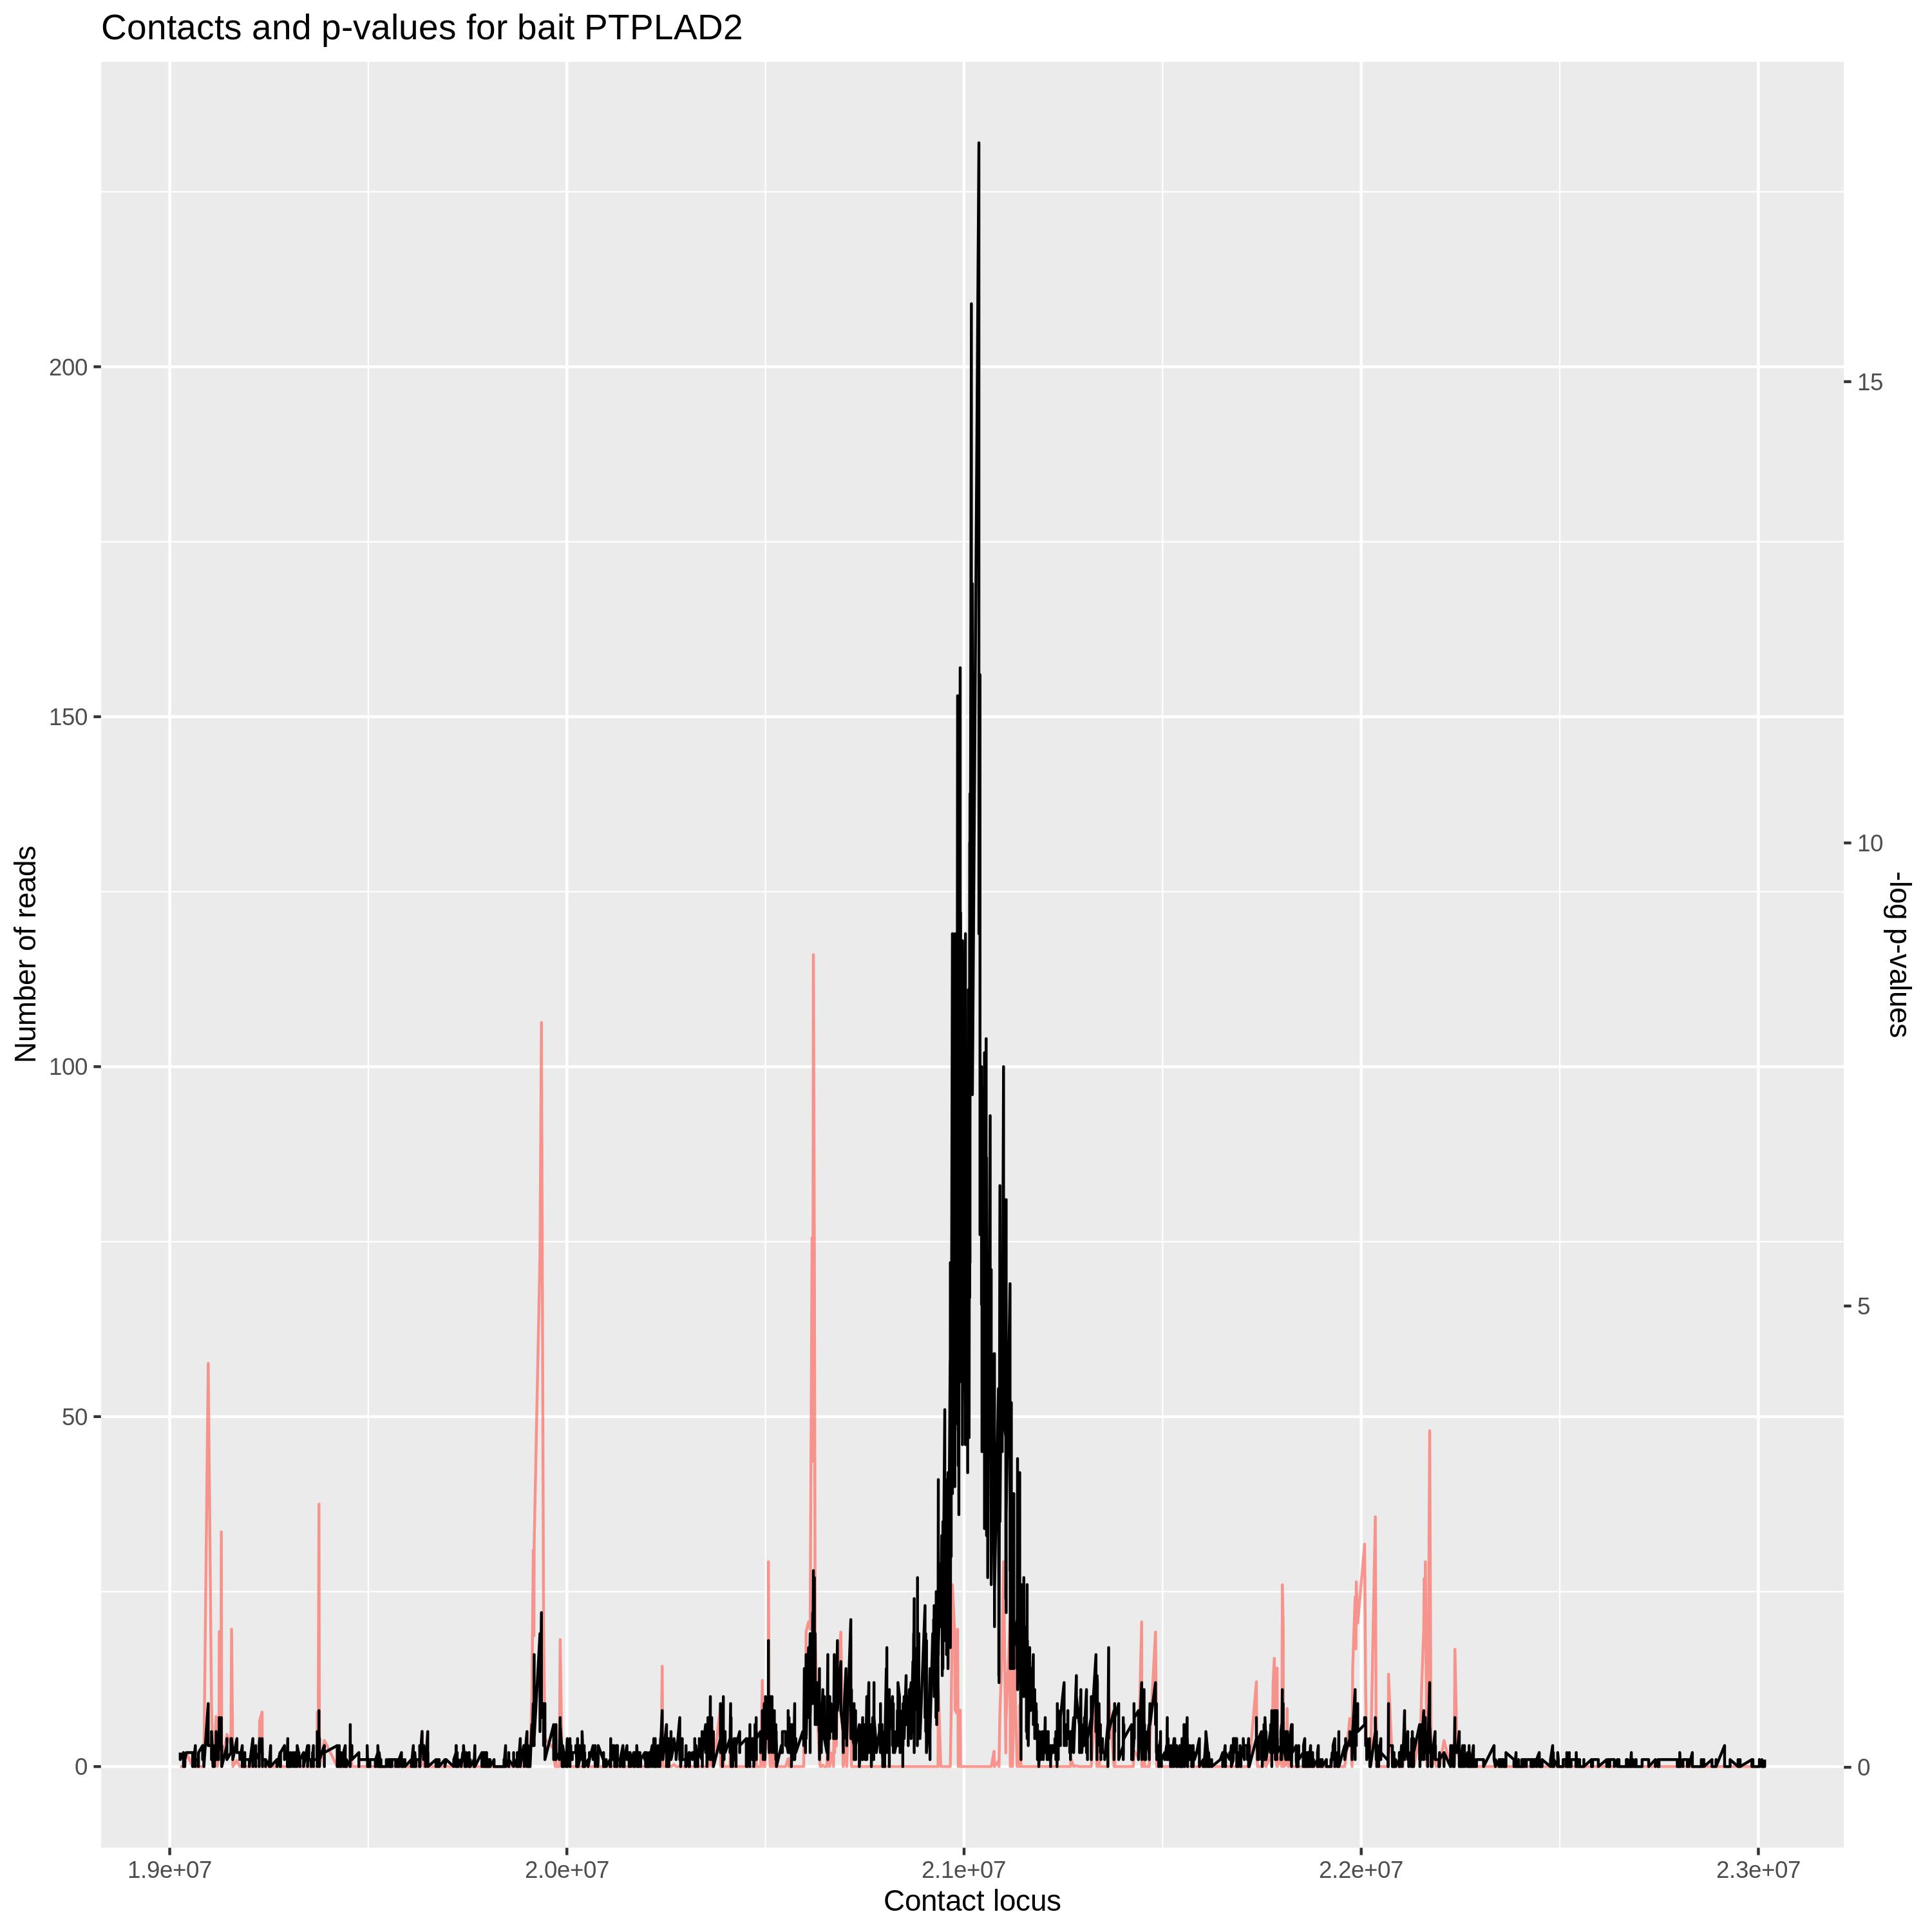 Contacts and p-values for bait PTPLAD2
Number of reads
200
150
100
50
0
15
10
5
0
-log p-values
1.9e+07 2.0e+07 2.1e+07 2.2e+07 2.3e+07
Contact locus